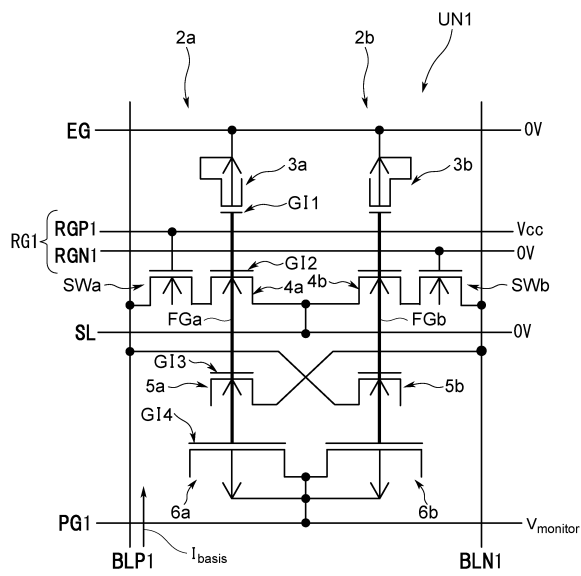 UN1
2a 2b
EG 0V
3a 3b
GI1
RG1 RGP1 Vcc
RGN1 0V
GI2
SWa 4a 4b SWb
FGa FGb
SL 0V
GI3
5a 5b
GI4
6a 6b
PG1 Vmonitor
BLP1 Ibasis BLN1